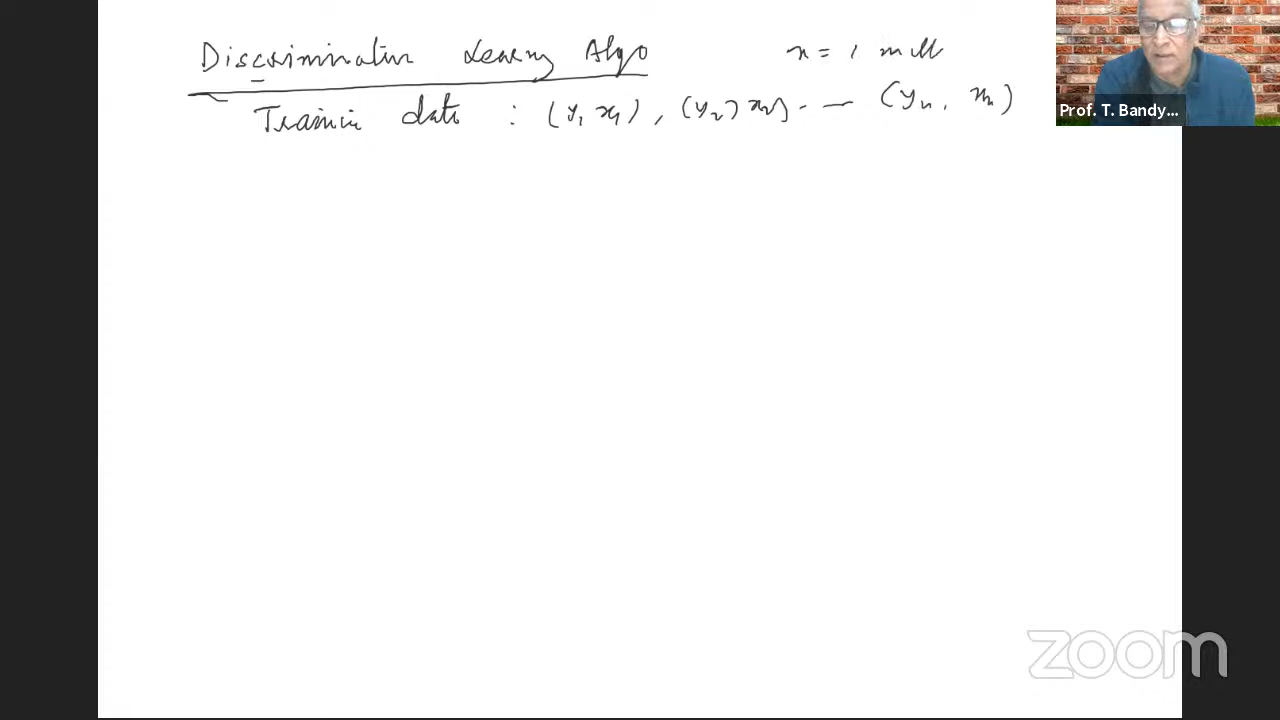 Discriminative Learning Algo n = 1 mill
Training data : (y₁ x₁), (y₂, x₂) - - (yₙ, xₙ)
Prof. T. Bandy...
zoom